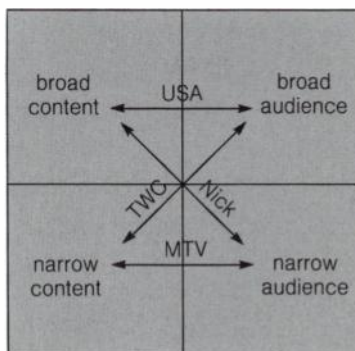 broad
content
USA
broad
audience
TWC
Nick
narrow
content
MTV
narrow
audience